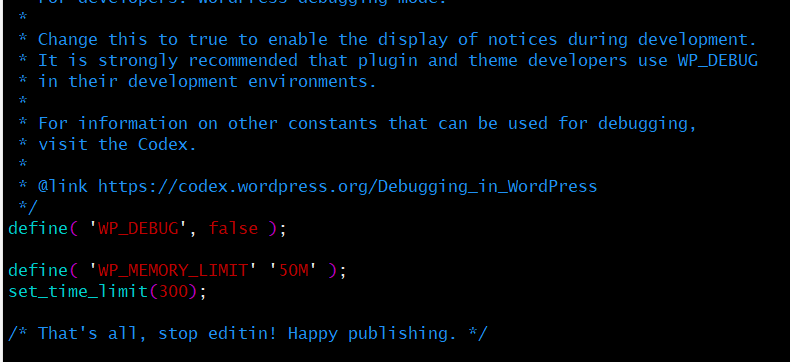 * For developers: WordPress debugging mode.
*
* Change this to true to enable the display of notices during development.
* It is strongly recommended that plugin and theme developers use WP_DEBUG
* in their development environments.
*
* For information on other constants that can be used for debugging,
* visit the Codex.
*
* @link https://codex.wordpress.org/Debugging_in_WordPress
*/
define( 'WP_DEBUG', false );
define( 'WP_MEMORY_LIMIT' '50M' );
set_time_limit(300);
/* That's all, stop editin! Happy publishing. */